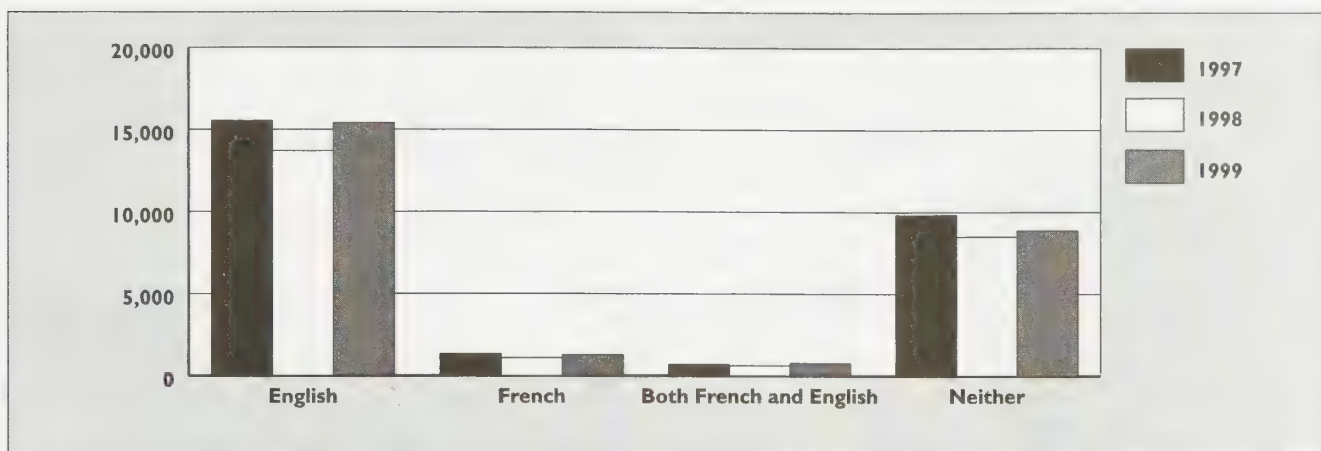 20,000
15,000
10,000
5,000
0
English
French
Both French and English
Neither
1997
1998
1999